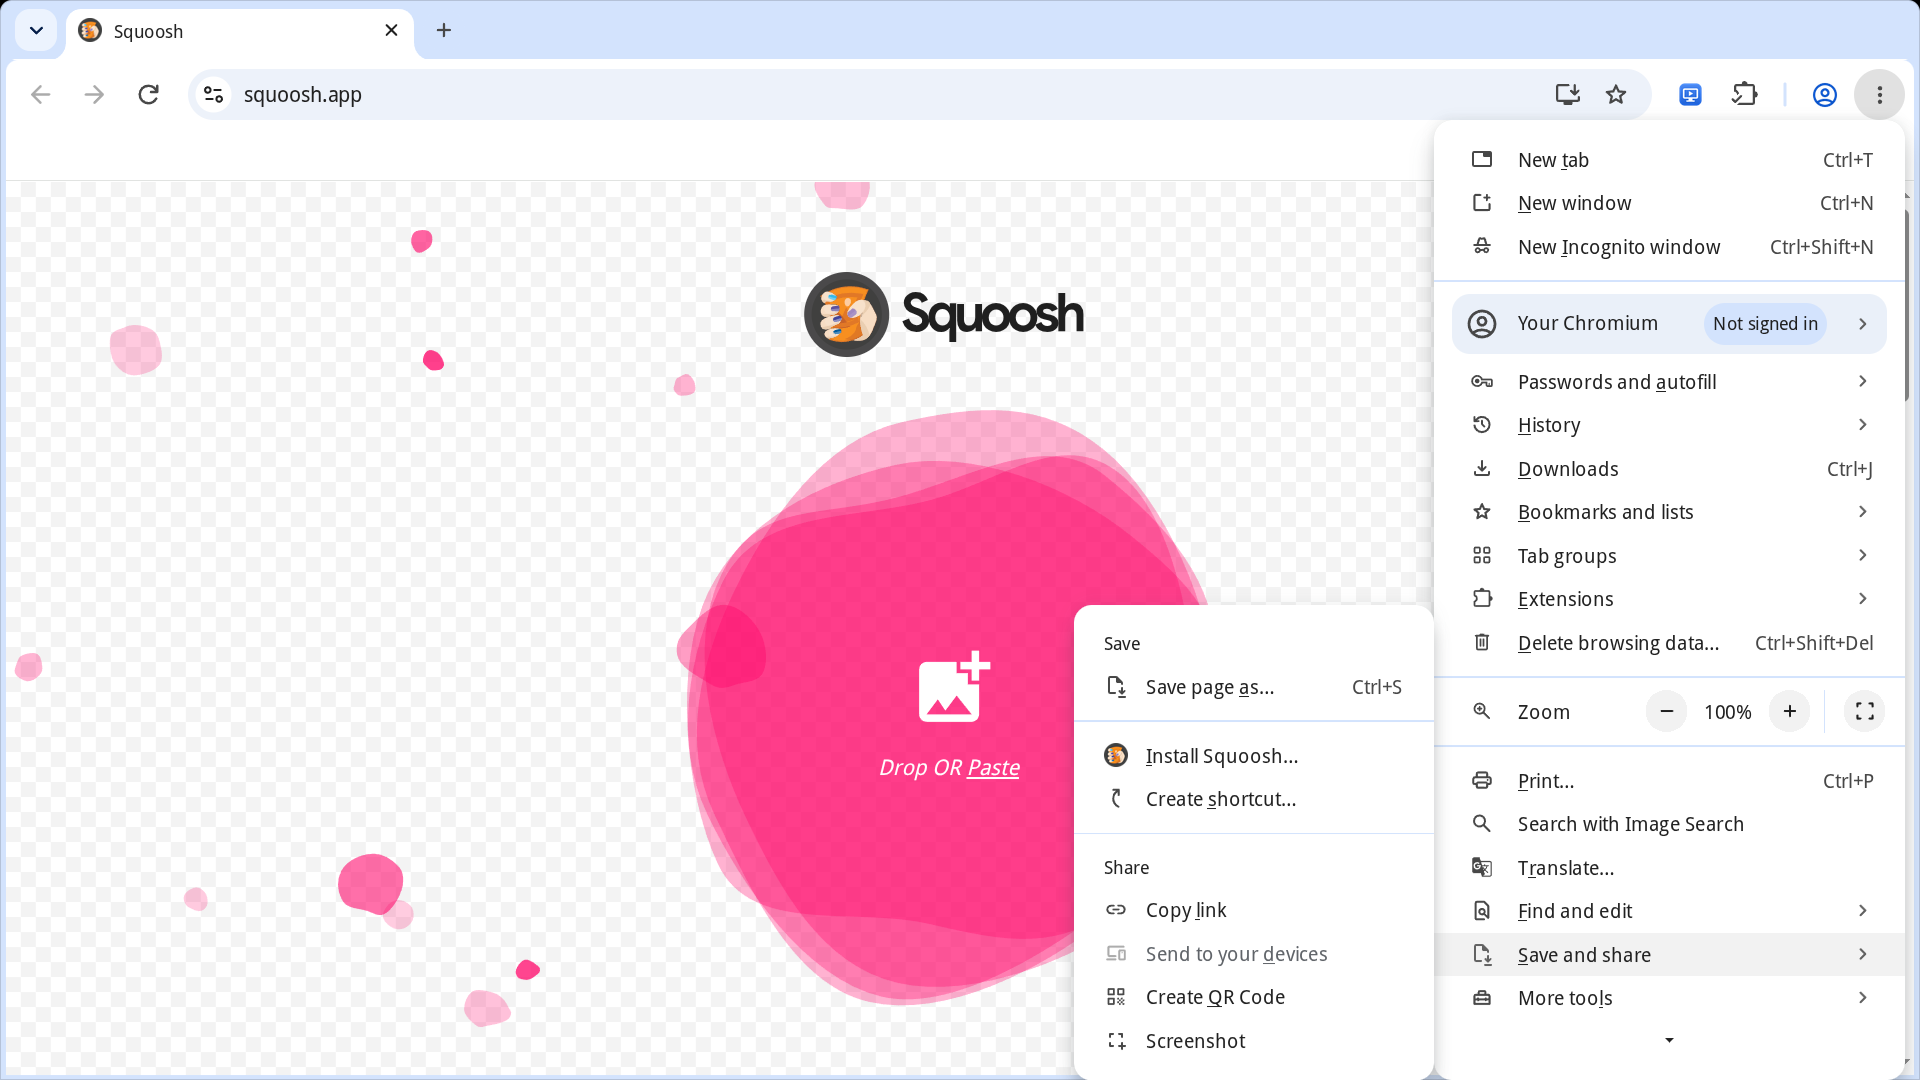 Squoosh
squoosh.app
Squoosh
Drop OR Paste
New tab Ctrl+T
New window Ctrl+N
New Incognito window Ctrl+Shift+N
Your Chromium Not signed in
Passwords and autofill
History
Downloads Ctrl+J
Bookmarks and lists
Tab groups
Extensions
Delete browsing data... Ctrl+Shift+Del
Zoom 100%
Print... Ctrl+P
Search with Image Search
Translate...
Find and edit
Save and share
More tools
Save
Save page as... Ctrl+S
Install Squoosh...
Create shortcut...
Share
Copy link
Send to your devices
Create QR Code
Screenshot